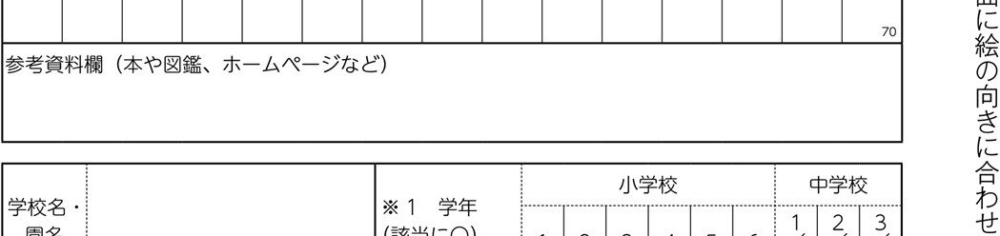 70
参考資料欄（本や図鑑、ホームページなど）
学校名・
園名
※１　学年
（該当に〇）
小学校
中学校
1 2 3 4 5 6
1 2 3
に絵の向きに合わせ